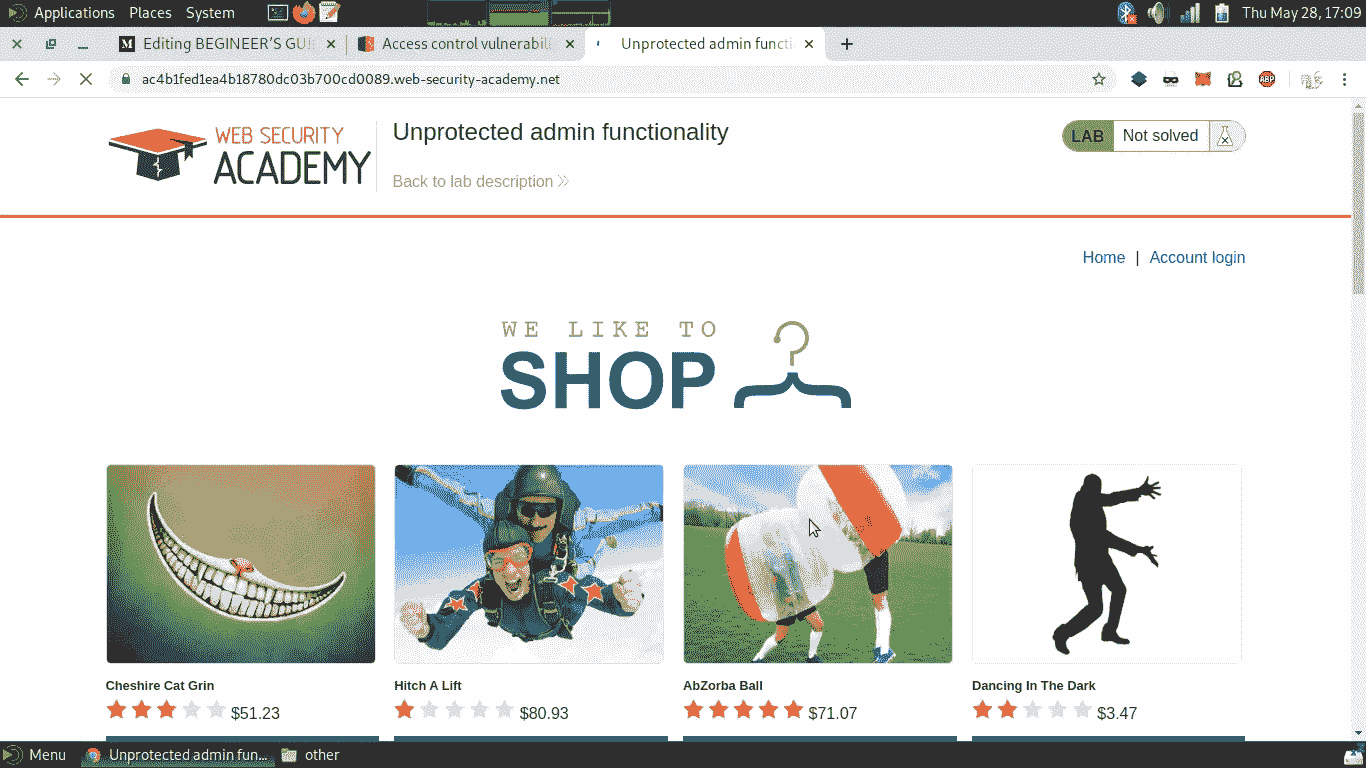 Applications Places System Thu May 28, 17:09
Editing BEGINEER'S GUI Access control vulnerabili Unprotected admin functi
ac4b1fed1ea4b18780dc03b700cd0089.web-security-academy.net
ABP
WEB SECURITY
ACADEMY
Unprotected admin functionality
LAB Not solved
Back to lab description
Home | Account login
WE LIKE TO
SHOP
Cheshire Cat Grin
$51.23
Hitch A Lift
$80.93
AbZorba Ball
$71.07
Dancing In The Dark
$3.47
Menu Unprotected admin fun... other